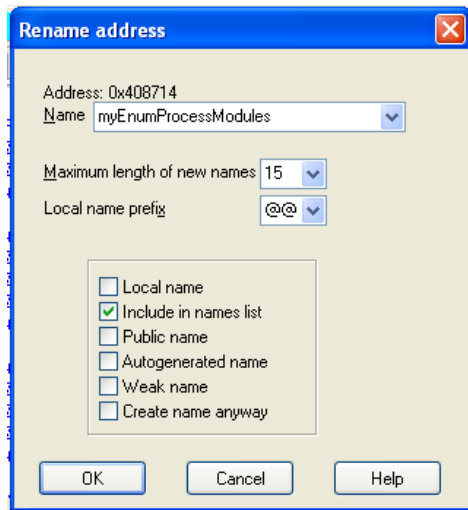 Rename address
Address: 0x408714
Name myEnumProcessModules
Maximum length of new names 15
Local name prefix @@
Local name
Include in names list
Public name
Autogenerated name
Weak name
Create name anyway
OK Cancel Help